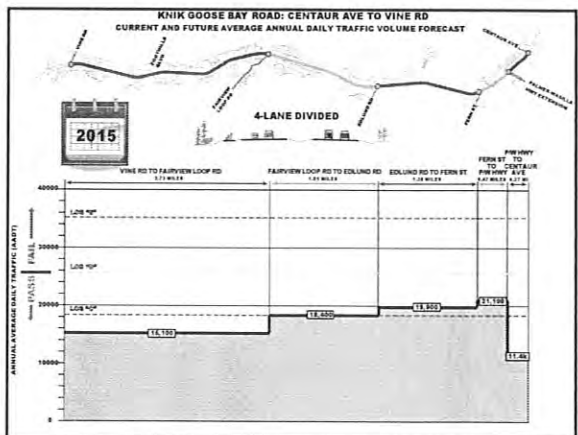 KNIK GOOSE BAY ROAD: CENTAUR AVE TO VINE RD
CURRENT AND FUTURE AVERAGE ANNUAL DAILY TRAFFIC VOLUME FORECAST
VINE RD
FAIRVIEW
LOOP RD
EDLUND RD
FERN ST.
CENTAUR AVE
PALMER-WASILLA
HWY EXTENSION
2015
4-LANE DIVIDED
VINE RD TO FAIRVIEW LOOP RD
FAIRVIEW LOOP RD TO EDLUND RD
EDLUND RD TO FERN ST.
FERN ST
TO
P/W HWY
P/W HWY
TO
CENTAUR
AVE
ANNUAL AVERAGE DAILY TRAFFIC (AADT)
PASS
FAIL
40000
30000
20000
10000
0
LOS "E"
LOS "D"
LOS "C"
15,100
18,400
19,900
21,100
11.4k